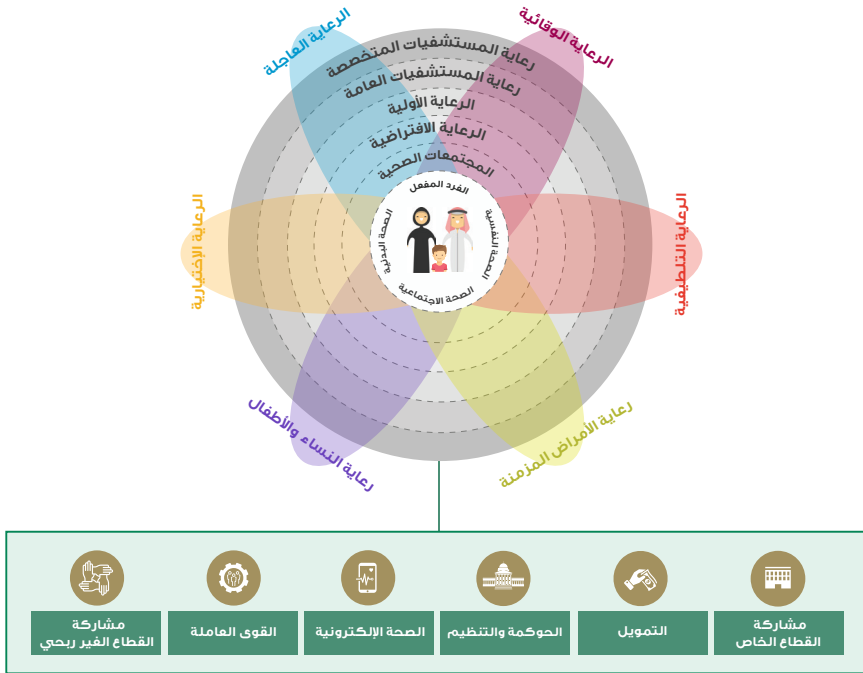 الرعاية الوقائية
الرعاية العاجلة
رعاية المستشفيات المتخصصة
رعاية المستشفيات العامة
الرعاية الأولية
الرعاية الافتراضية
المجتمعات الصحية
الفرد المفعل
الصحة النفسية
الصحة البدنية
الصحة الاجتماعية
الرعاية التلطيفية
الرعاية الإختيارية
رعاية الأمراض المزمنة
رعاية النساء والأطفال
مشاركة
القطاع الخاص
التمويل
الحوكمة والتنظيم
الصحة الإلكترونية
القوى العاملة
مشاركة
القطاع الغير ربحي